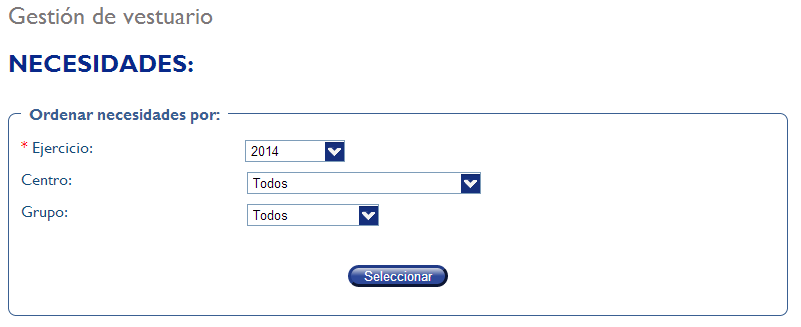 Gestión de vestuario
NECESIDADES:
Ordenar necesidades por:
* Ejercicio: 2014
Centro: Todos
Grupo: Todos
Seleccionar